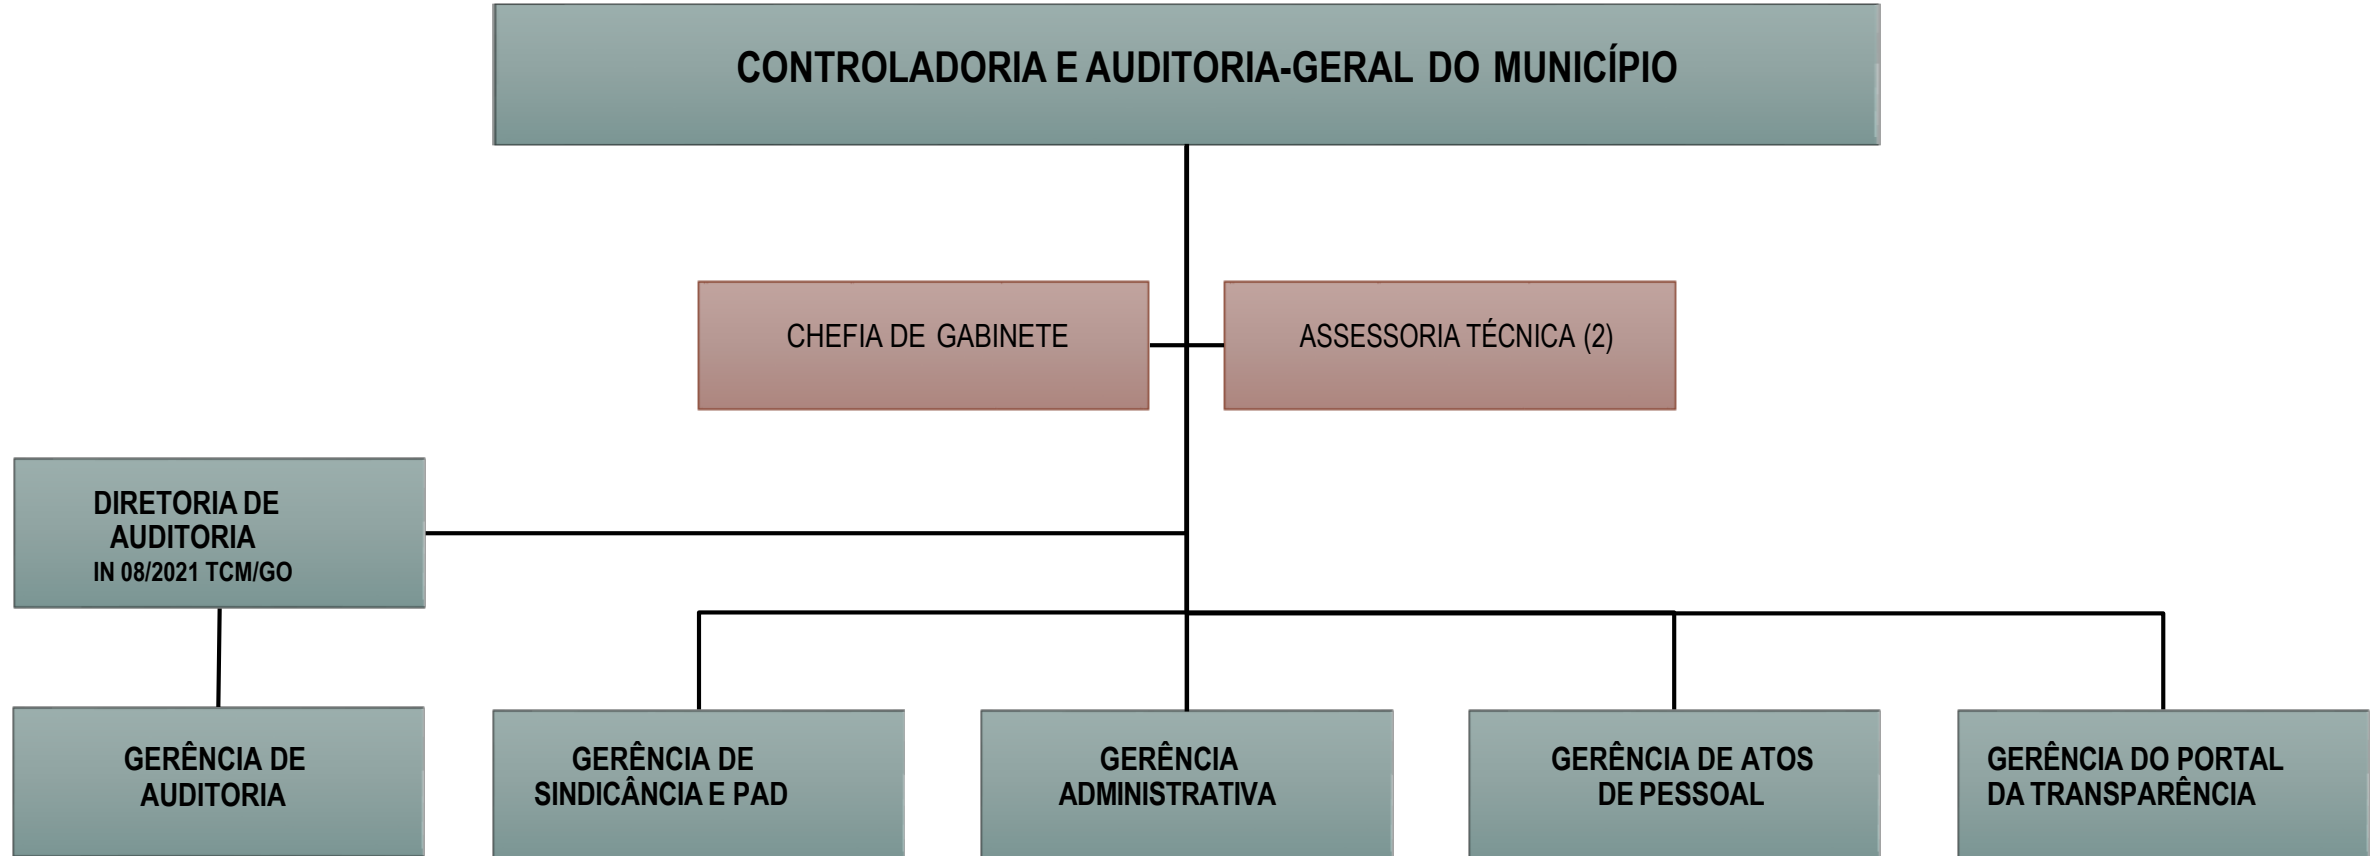 CONTROLADORIA E AUDITORIA-GERAL DO MUNICÍPIO
CHEFIA DE GABINETE
ASSESSORIA TÉCNICA (2)
DIRETORIA DE
AUDITORIA
IN 08/2021 TCM/GO
GERÊNCIA DE
AUDITORIA
GERÊNCIA DE
SINDICÂNCIA E PAD
GERÊNCIA
ADMINISTRATIVA
GERÊNCIA DE ATOS
DE PESSOAL
GERÊNCIA DO PORTAL
DA TRANSPARÊNCIA